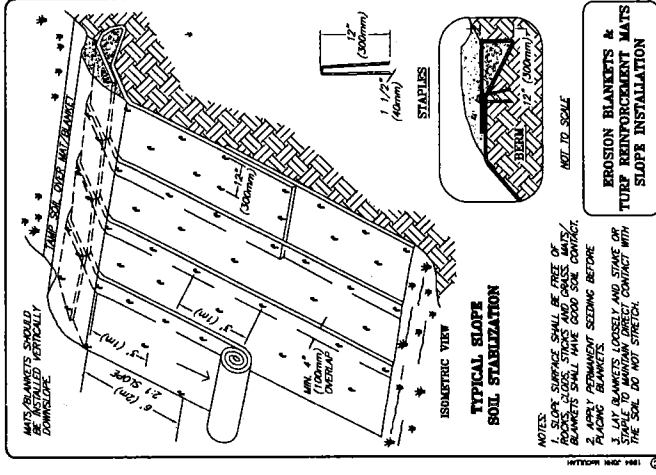 MATS/BLANKETS SHOULD
BE INSTALLED VERTICALLY
DOWNSLOPE.
TAMP SOIL OVER MAT/BLANKET
6' (2m)
2:1 SLOPE
3' (1m)
3' (1m)
12"
(300mm)
MIN. 4"
(100mm)
OVERLAP
ISOMETRIC VIEW
TYPICAL SLOPE
SOIL STABILIZATION
12"
(300mm)
1 1/2"
(40mm)
STAPLES
BERM
12" (300mm)
NOT TO SCALE
NOTES:
1. SLOPE SURFACE SHALL BE FREE OF
ROCKS, CLODS, STICKS AND GRASS. MATS/
BLANKETS SHALL HAVE GOOD SOIL CONTACT.
2. APPLY PERMANENT SEEDING BEFORE
PLACING BLANKETS.
3. LAY BLANKETS LOOSELY AND STAKE OR
STAPLE TO MAINTAIN DIRECT CONTACT WITH
THE SOIL. DO NOT STRETCH.
EROSION BLANKETS &
TURF REINFORCEMENT MATS
SLOPE INSTALLATION
© 1994 JOHN McCULLAH